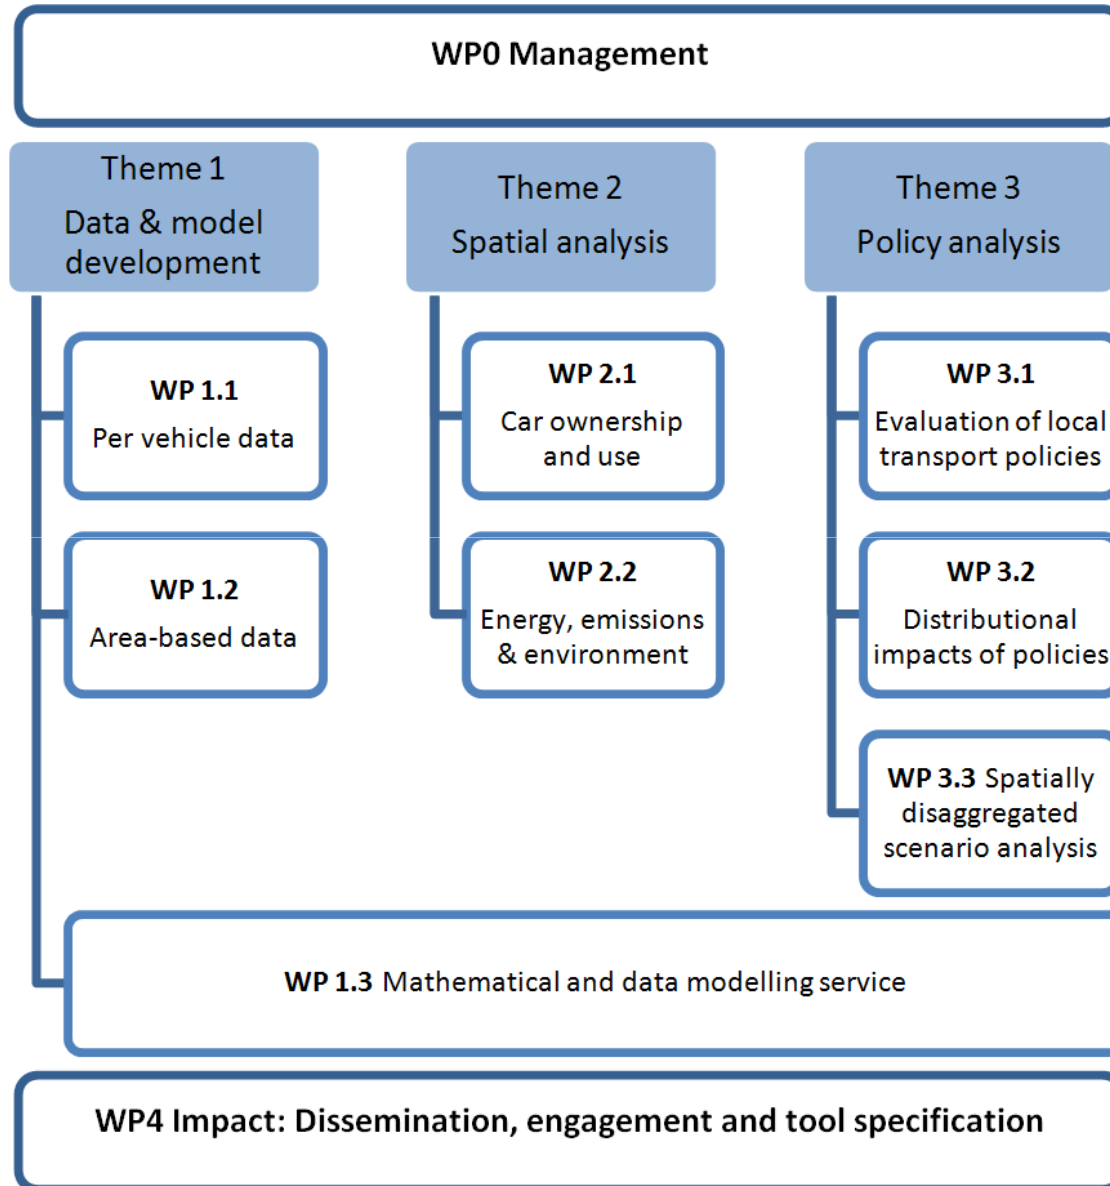 WP0 Management
Theme 1
Data & model
development
Theme 2
Spatial analysis
Theme 3
Policy analysis
WP 1.1
Per vehicle data
WP 2.1
Car ownership
and use
WP 3.1
Evaluation of local
transport policies
WP 1.2
Area-based data
WP 2.2
Energy, emissions
& environment
WP 3.2
Distributional
impacts of policies
WP 3.3 Spatially
disaggregated
scenario analysis
WP 1.3 Mathematical and data modelling service
WP4 Impact: Dissemination, engagement and tool specification